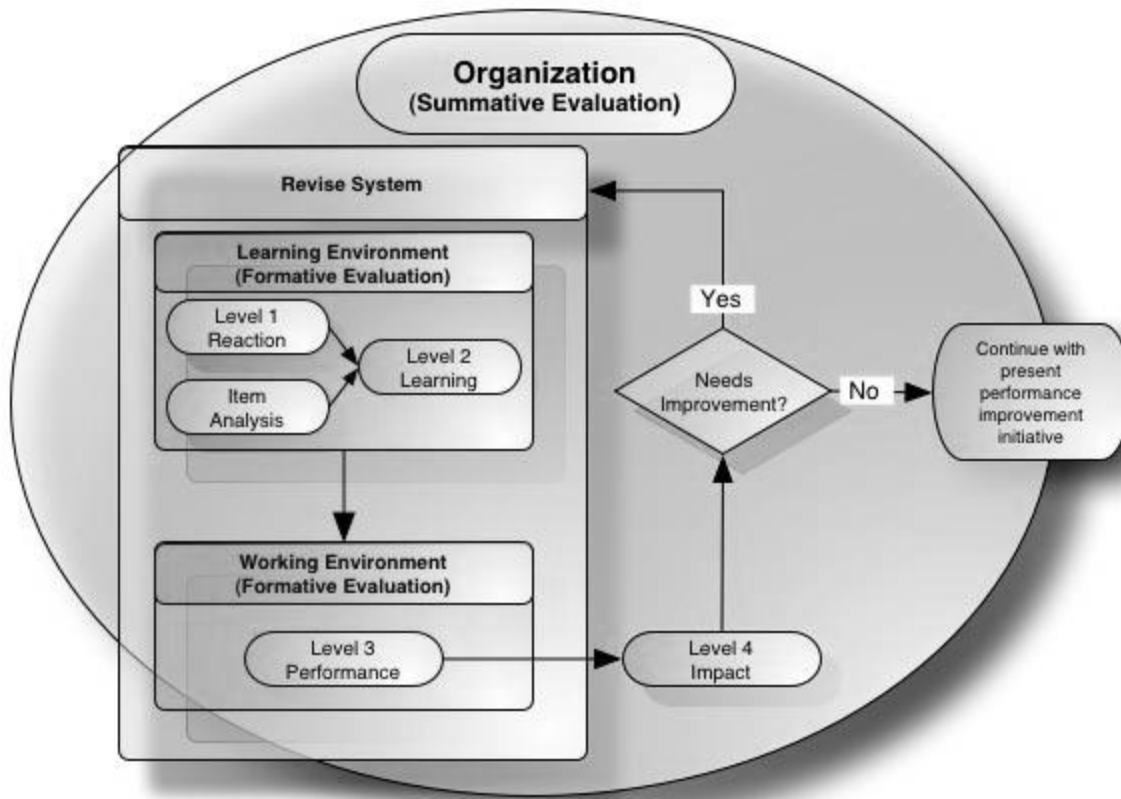 Organization
(Summative Evaluation)
Revise System
Learning Environment
(Formative Evaluation)
Level 1
Reaction
Level 2
Learning
Item
Analysis
Working Environment
(Formative Evaluation)
Level 3
Performance
Level 4
Impact
Yes
Needs
Improvement?
No
Continue with
present
performance
improvement
initiative